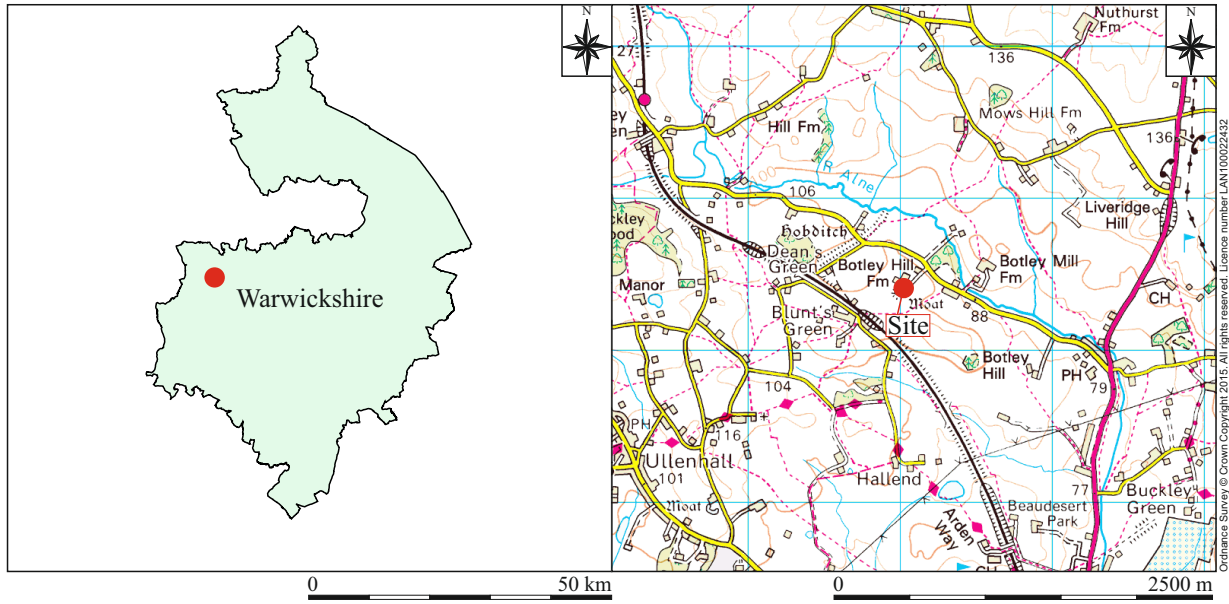 N
Warwickshire
0
50 km
N
27
136
Nuthurst
Fm
Mows Hill Fm
136
Hill Fm
100
R Alne
106
Liveridge
Hill
Hobditch
Dean's
Green
Botley Hill
Fm
Botley Mill
Fm
Manor
Moat
88
CH
Blunt's
Green
Site
Botley
Hill
PH
79
104
PH
116
Ullenhall
101
Hallend
77
Buckley
Green
Moat
Beaudesert
Park
Arden
Way
CH
0
2500 m
Ordnance Survey © Crown Copyright 2015. All rights reserved. Licence number LAN100022432